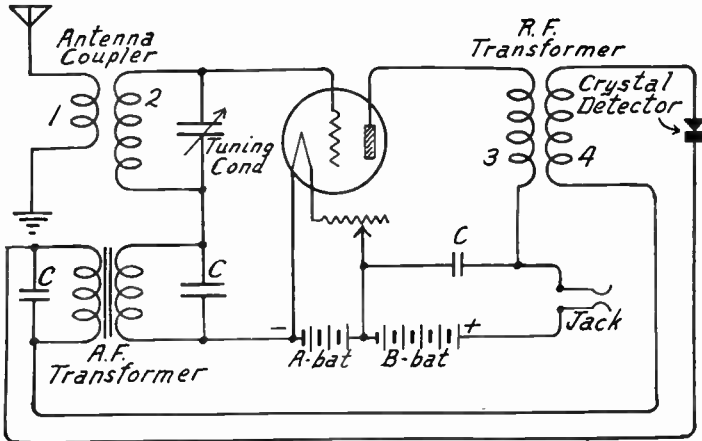 Antenna
Coupler
R.F.
Transformer
Crystal
Detector
1
2
Tuning
Cond
3
4
C
C
C
Jack
-
A-bat
B-bat
+
A.F.
Transformer